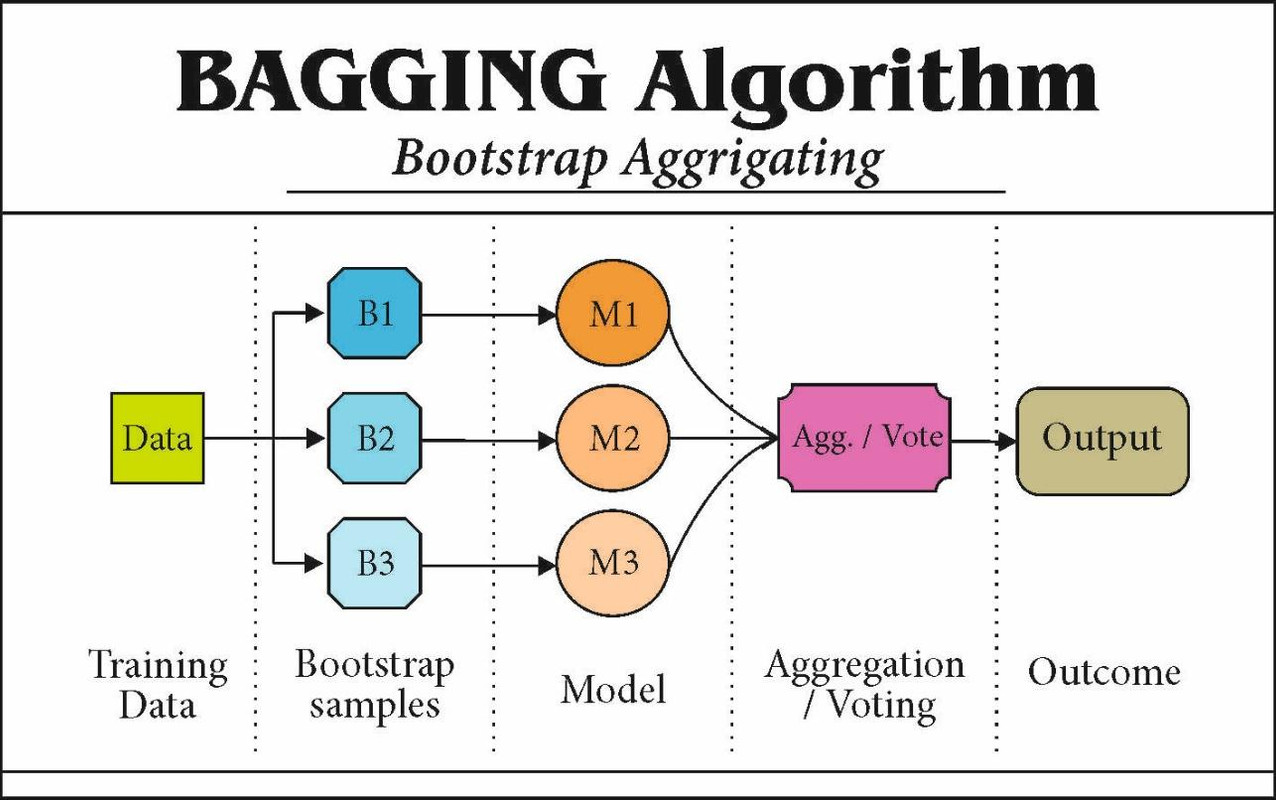 BAGGING Algorithm
Bootstrap Aggrigating
B1
M1
Data
B2
M2
Agg. / Vote
Output
B3
M3
Training
Data
Bootstrap
samples
Model
Aggregation
/ Voting
Outcome